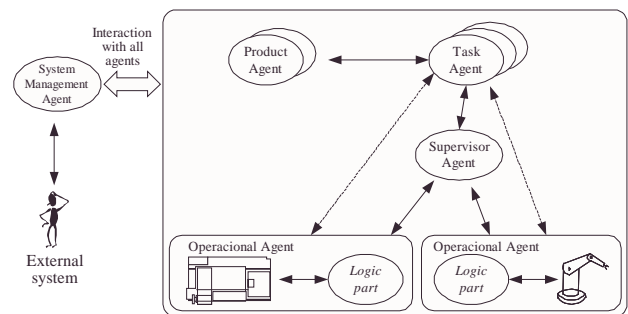 Interaction
with all
agents
System
Management
Agent
External
system
Product
Agent
Task
Agent
Supervisor
Agent
Operacional Agent
Logic
part
Operacional Agent
Logic
part